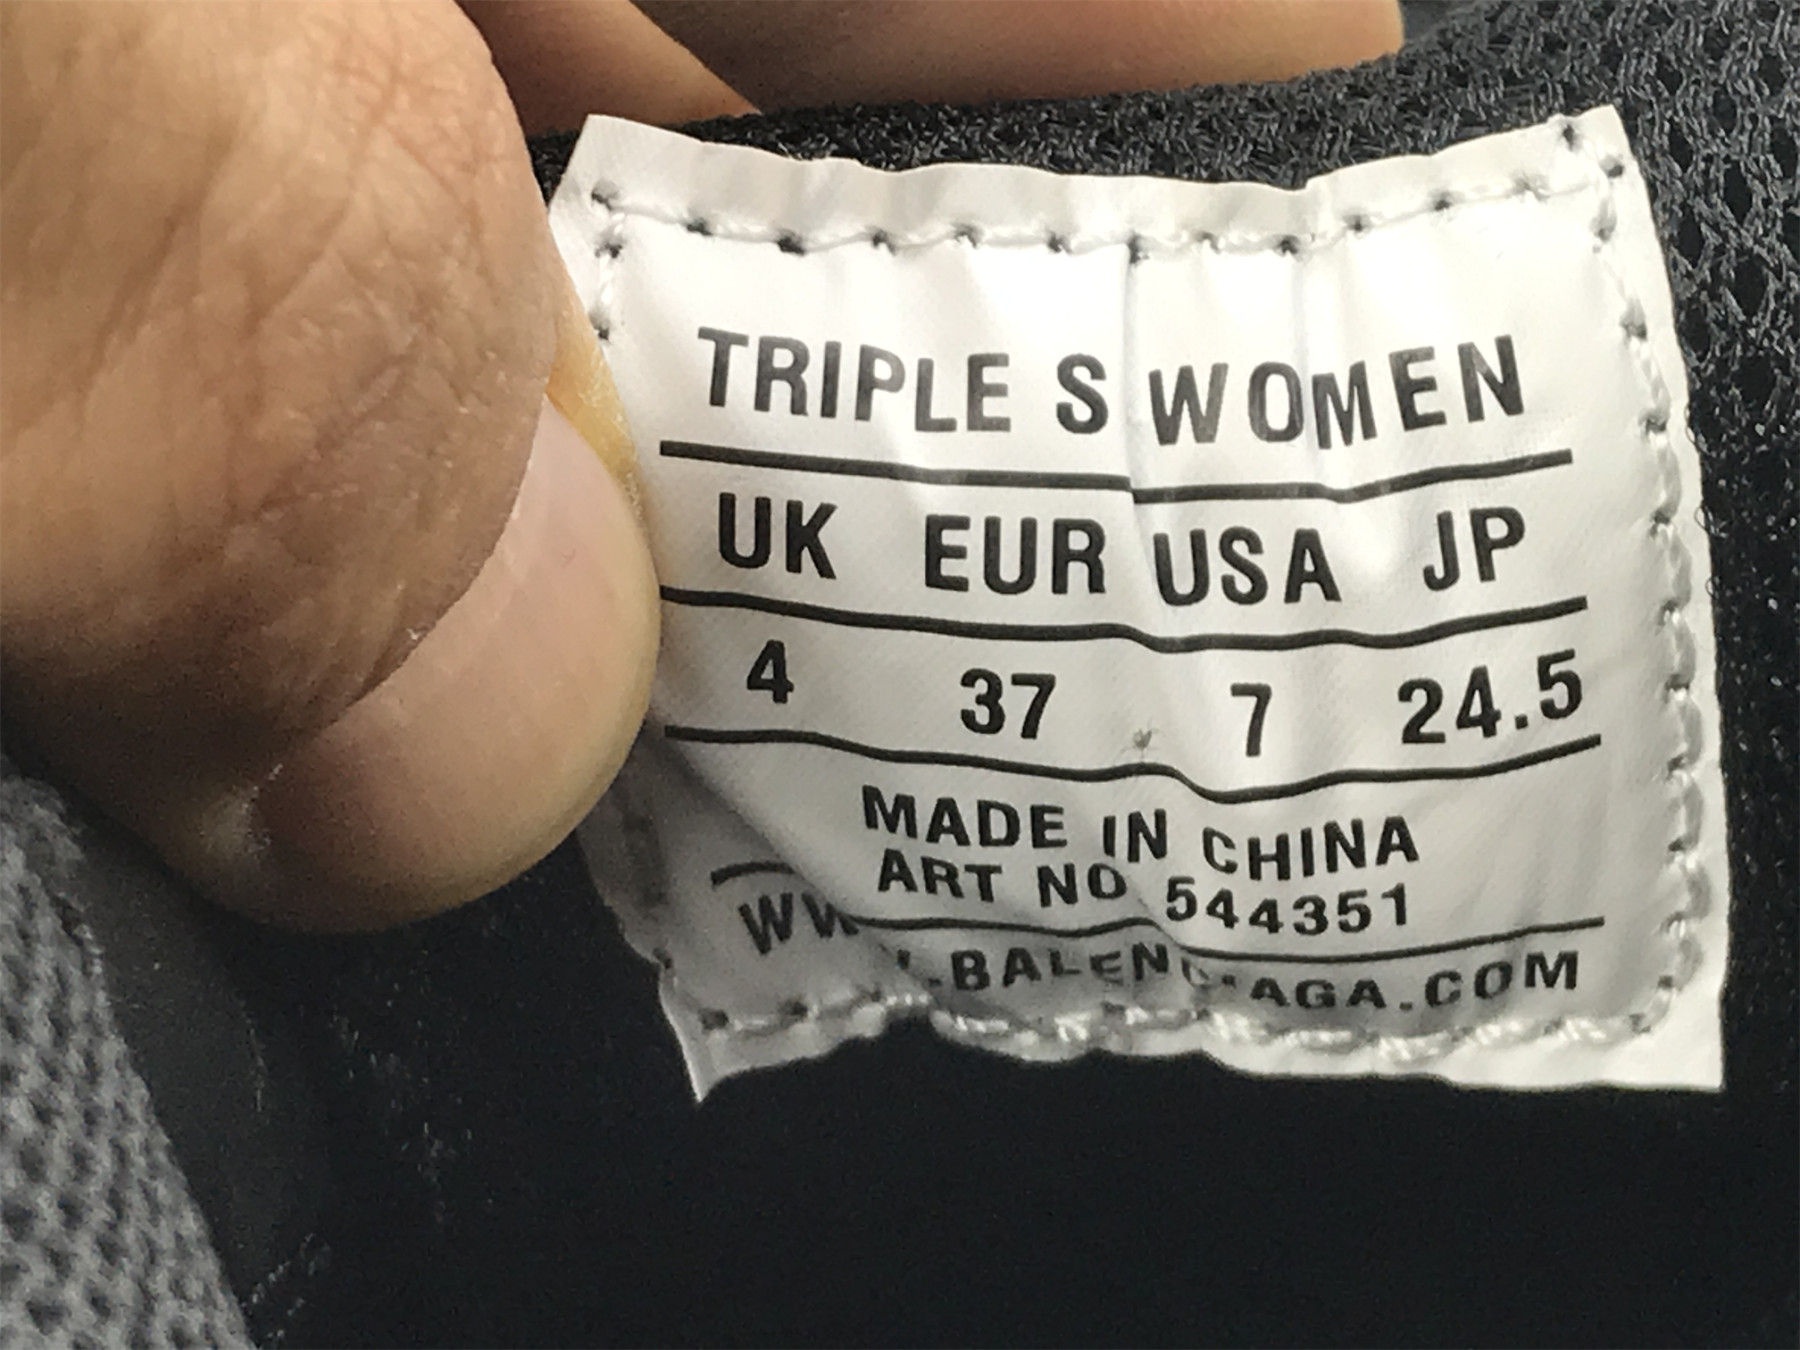 TRIPLE S WOMEN
UK EUR USA JP
4 37 7 24.5
MADE IN CHINA
ART NO 544351